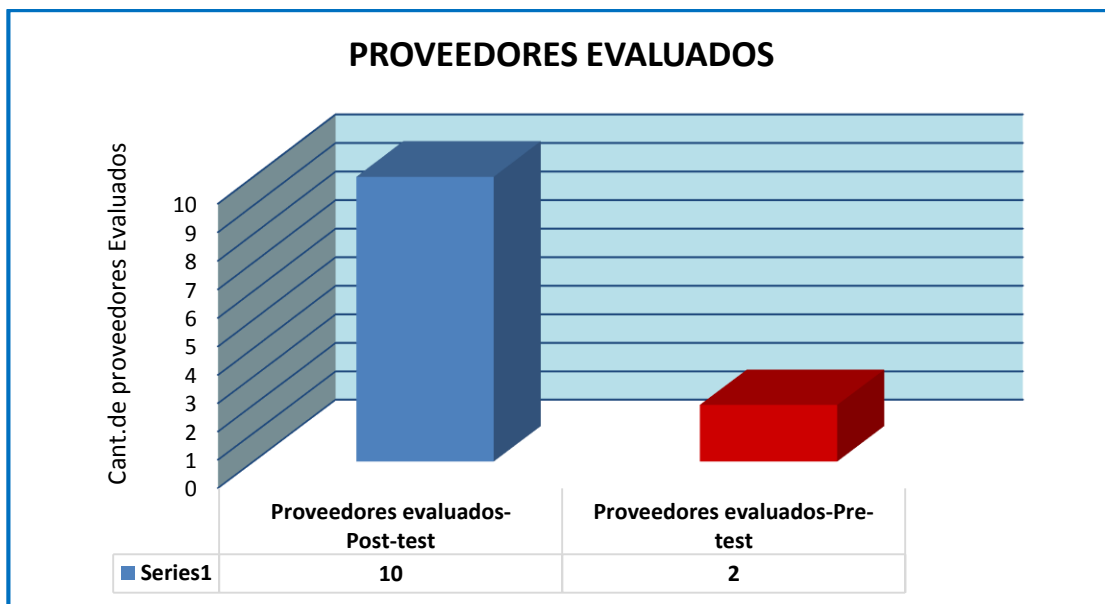 PROVEEDORES EVALUADOS
Cant.de proveedores Evaluados
10
9
8
7
6
5
4
3
2
1
0
Proveedores evaluados-
Post-test
Proveedores evaluados-Pre-
test
Series1
10
2